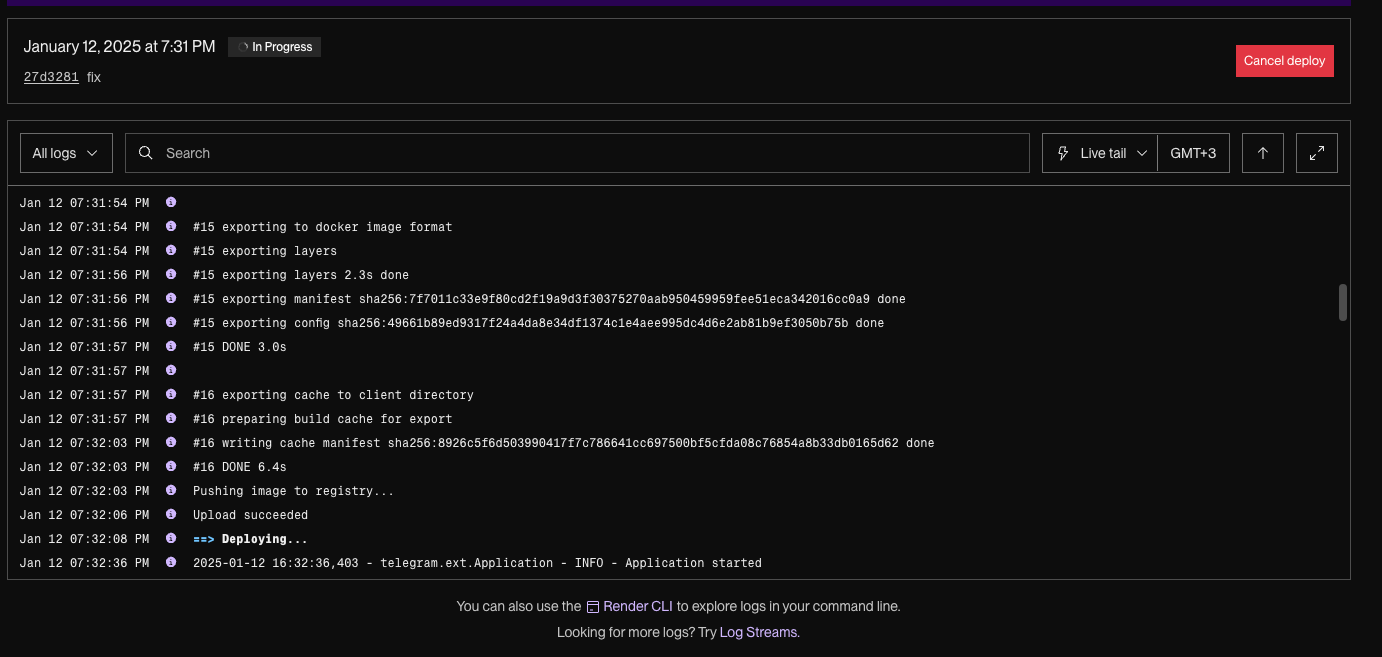 January 12, 2025 at 7:31 PM In Progress
27d3281 fix
Cancel deploy
All logs Search Live tail GMT+3
Jan 12 07:31:54 PM
Jan 12 07:31:54 PM #15 exporting to docker image format
Jan 12 07:31:54 PM #15 exporting layers
Jan 12 07:31:56 PM #15 exporting layers 2.3s done
Jan 12 07:31:56 PM #15 exporting manifest sha256:7f7011c33e9f80cd2f19a9d3f30375270aab950459959fee51eca342016cc0a9 done
Jan 12 07:31:56 PM #15 exporting config sha256:49661b89ed9317f24a4da8e34df1374c1e4aee995dc4d6e2ab81b9ef3050b75b done
Jan 12 07:31:57 PM #15 DONE 3.0s
Jan 12 07:31:57 PM
Jan 12 07:31:57 PM #16 exporting cache to client directory
Jan 12 07:31:57 PM #16 preparing build cache for export
Jan 12 07:32:03 PM #16 writing cache manifest sha256:8926c5f6d503990417f7c786641cc697500bf5cfda08c76854a8b33db0165d62 done
Jan 12 07:32:03 PM #16 DONE 6.4s
Jan 12 07:32:03 PM Pushing image to registry...
Jan 12 07:32:06 PM Upload succeeded
Jan 12 07:32:08 PM ==> Deploying...
Jan 12 07:32:36 PM 2025-01-12 16:32:36,403 - telegram.ext.Application - INFO - Application started
You can also use the Render CLI to explore logs in your command line.
Looking for more logs? Try Log Streams.